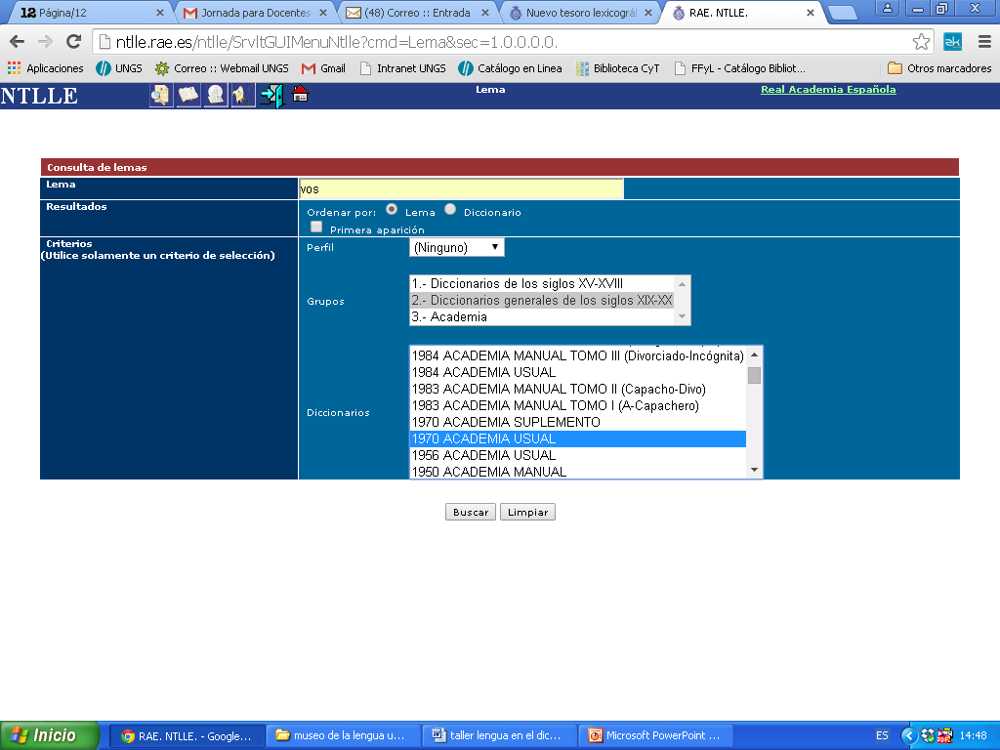 12 Página/12
Jornada para Docentes
(48) Correo :: Entrada
Nuevo tesoro lexicográ
RAE. NTLLE.
ntlle.rae.es/ntlle/SrvltGUIMenuNtlle?cmd=Lema&sec=1.0.0.0.0.
Aplicaciones
UNGS
Correo :: Webmail UNGS
Gmail
Intranet UNGS
Catálogo en Linea
Biblioteca CyT
FFyL - Catálogo Bibliot...
Otros marcadores
NTLLE
Lema
Real Academia Española
Consulta de lemas
Lema
vos
Resultados
Ordenar por: Lema Diccionario
Primera aparición
Criterios
(Utilice solamente un criterio de selección)
Perfil
(Ninguno)
Grupos
1.- Diccionarios de los siglos XV-XVIII
2.- Diccionarios generales de los siglos XIX-XX
3.- Academia
Diccionarios
1984 ACADEMIA MANUAL TOMO III (Divorciado-Incógnita)
1984 ACADEMIA USUAL
1983 ACADEMIA MANUAL TOMO II (Capacho-Divo)
1983 ACADEMIA MANUAL TOMO I (A-Capachero)
1970 ACADEMIA SUPLEMENTO
1970 ACADEMIA USUAL
1956 ACADEMIA USUAL
1950 ACADEMIA MANUAL
Buscar Limpiar
Inicio
RAE. NTLLE. - Google...
museo de la lengua u...
taller lengua en el dic...
Microsoft PowerPoint ...
ES
14:48